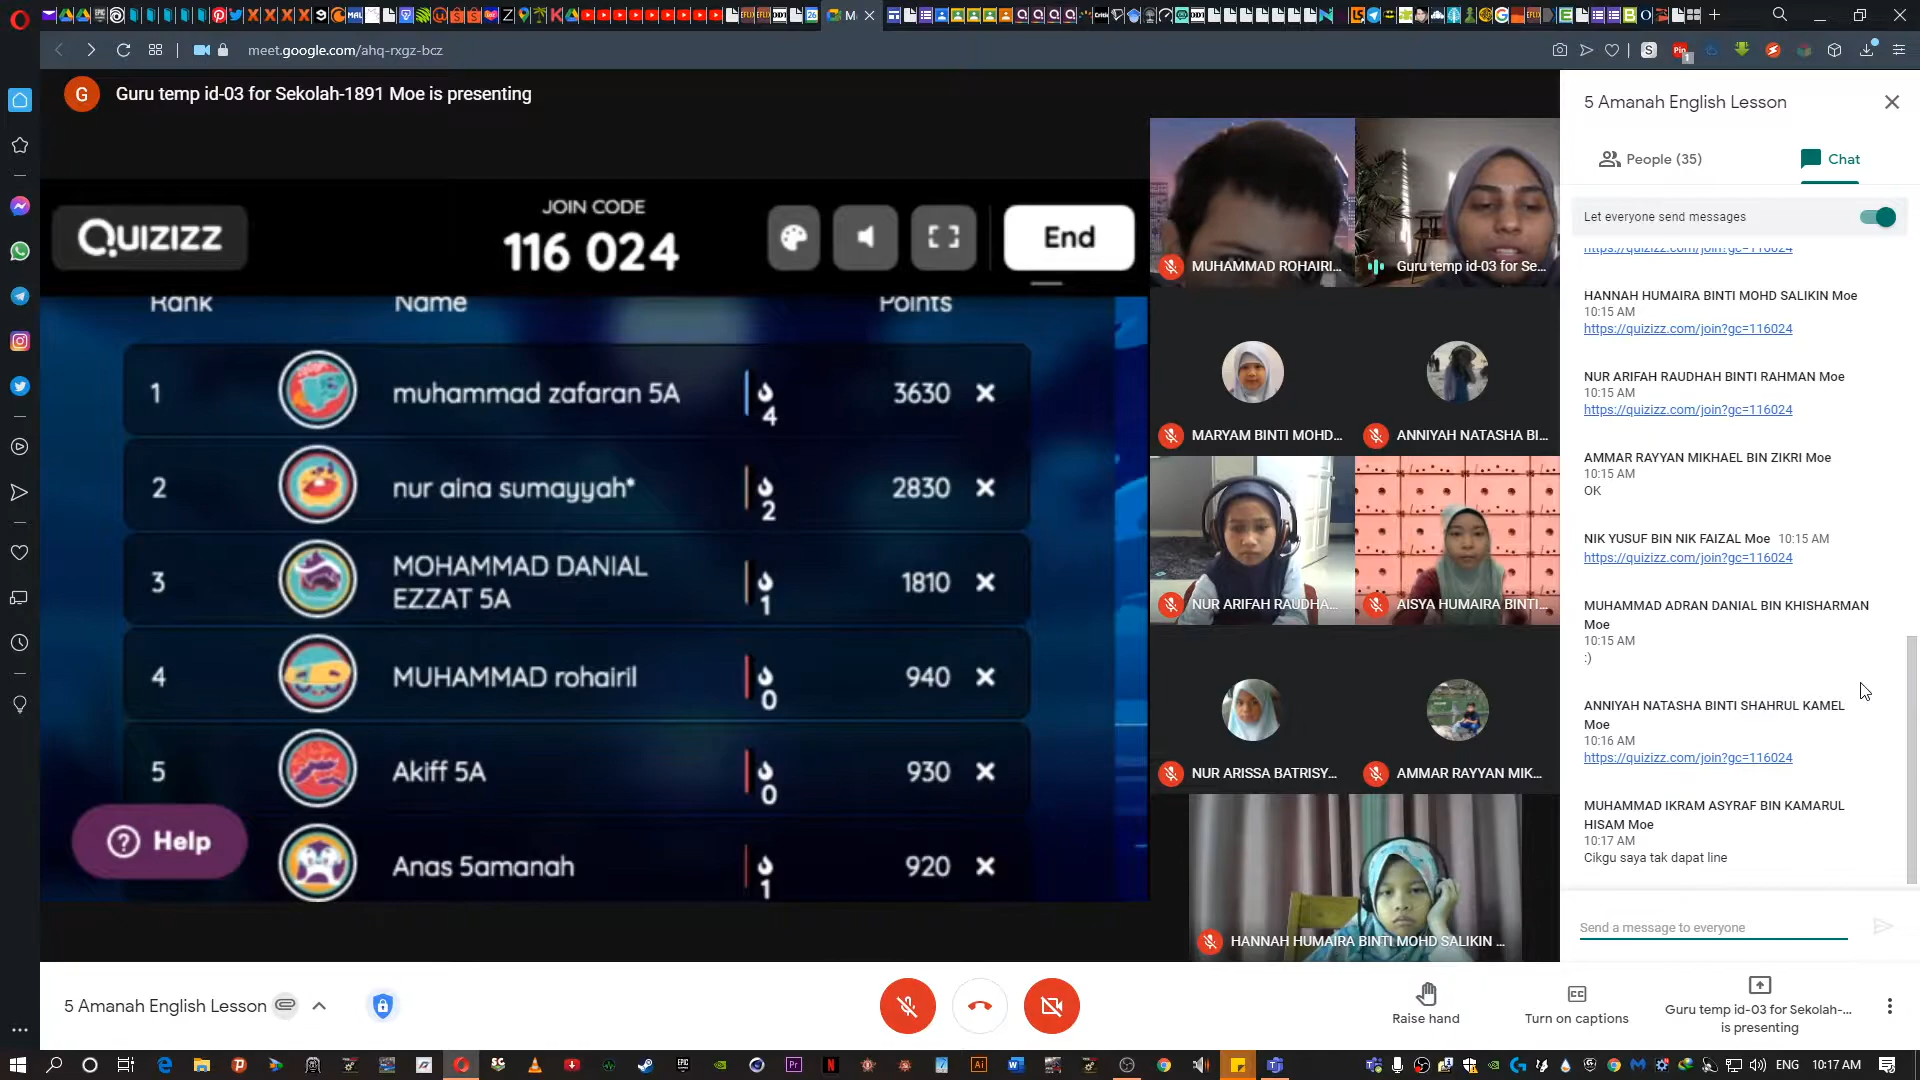 meet.google.com/ahq-rxgz-bcz
G
Guru temp id-03 for Sekolah-1891 Moe is presenting
QUIZIZZ
JOIN CODE
116 024
End
Rank Name Points
1 muhammad zafaran 5A 4 3630
2 nur aina sumayyah* 2 2830
3 MOHAMMAD DANIAL
EZZAT 5A 1 1810
4 MUHAMMAD rohairil 0 940
5 Akiff 5A 0 930
Anas 5amanah 1 920
Help
MUHAMMAD ROHAIRI...
Guru temp id-03 for Se...
MARYAM BINTI MOHD...
ANNIYAH NATASHA BI...
NUR ARIFAH RAUDHA...
AISYA HUMAIRA BINTI...
NUR ARISSA BATRISY...
AMMAR RAYYAN MIK...
HANNAH HUMAIRA BINTI MOHD SALIKIN ...
5 Amanah English Lesson
People (35)
Chat
Let everyone send messages
https://quizizz.com/join?gc=116024
HANNAH HUMAIRA BINTI MOHD SALIKIN Moe
10:15 AM
https://quizizz.com/join?gc=116024
NUR ARIFAH RAUDHAH BINTI RAHMAN Moe
10:15 AM
https://quizizz.com/join?gc=116024
AMMAR RAYYAN MIKHAEL BIN ZIKRI Moe
10:15 AM
OK
NIK YUSUF BIN NIK FAIZAL Moe 10:15 AM
https://quizizz.com/join?gc=116024
MUHAMMAD ADRAN DANIAL BIN KHISHARMAN
Moe
10:15 AM
:)
ANNIYAH NATASHA BINTI SHAHRUL KAMEL
Moe
10:16 AM
https://quizizz.com/join?gc=116024
MUHAMMAD IKRAM ASYRAF BIN KAMARUL
HISAM Moe
10:17 AM
Cikgu saya tak dapat line
Send a message to everyone
5 Amanah English Lesson
Raise hand
Turn on captions
Guru temp id-03 for Sekolah-...
is presenting
ENG 10:17 AM